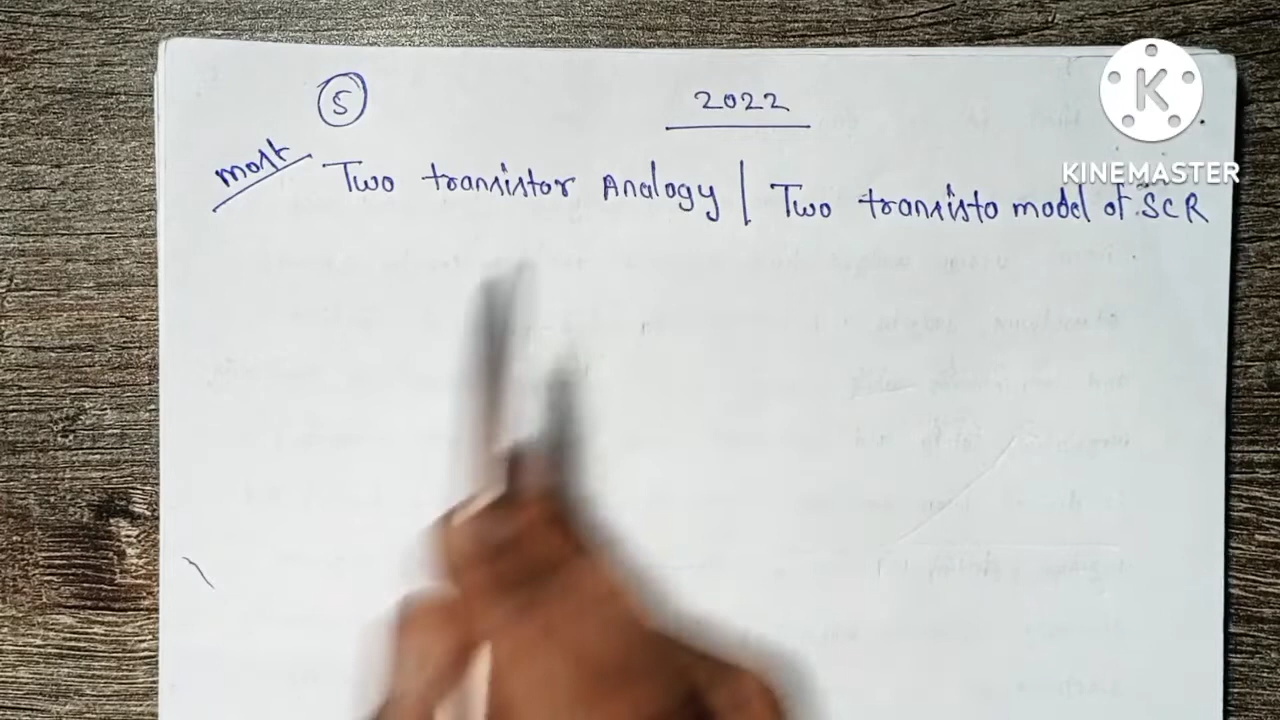 5
2022
most Two transistor Analogy | Two transisto model of SCR
K
KINEMASTER